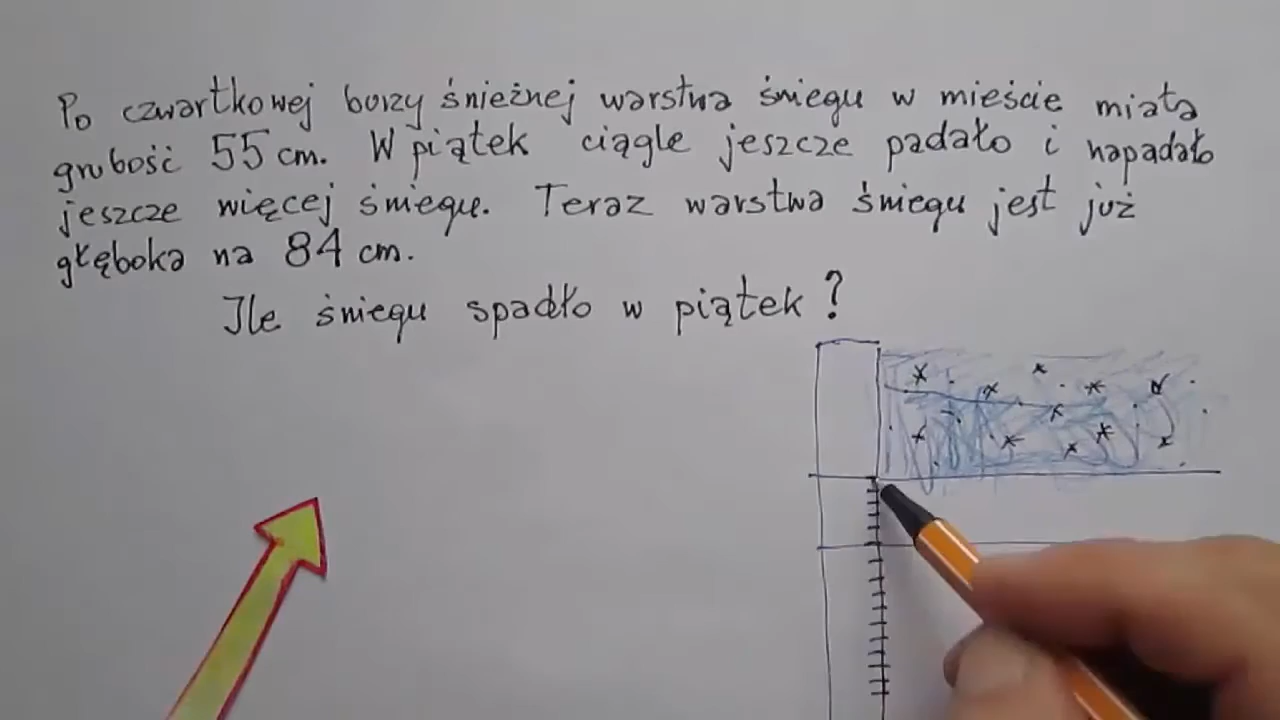 Po czwartkowej burzy śnieżnej warstwa śniegu w mieście miała
grubość 55 cm. W piątek ciągle jeszcze padało i napadało
jeszcze więcej śniegu. Teraz warstwa śniegu jest już
głęboka na 84 cm.
Ile śniegu spadło w piątek?